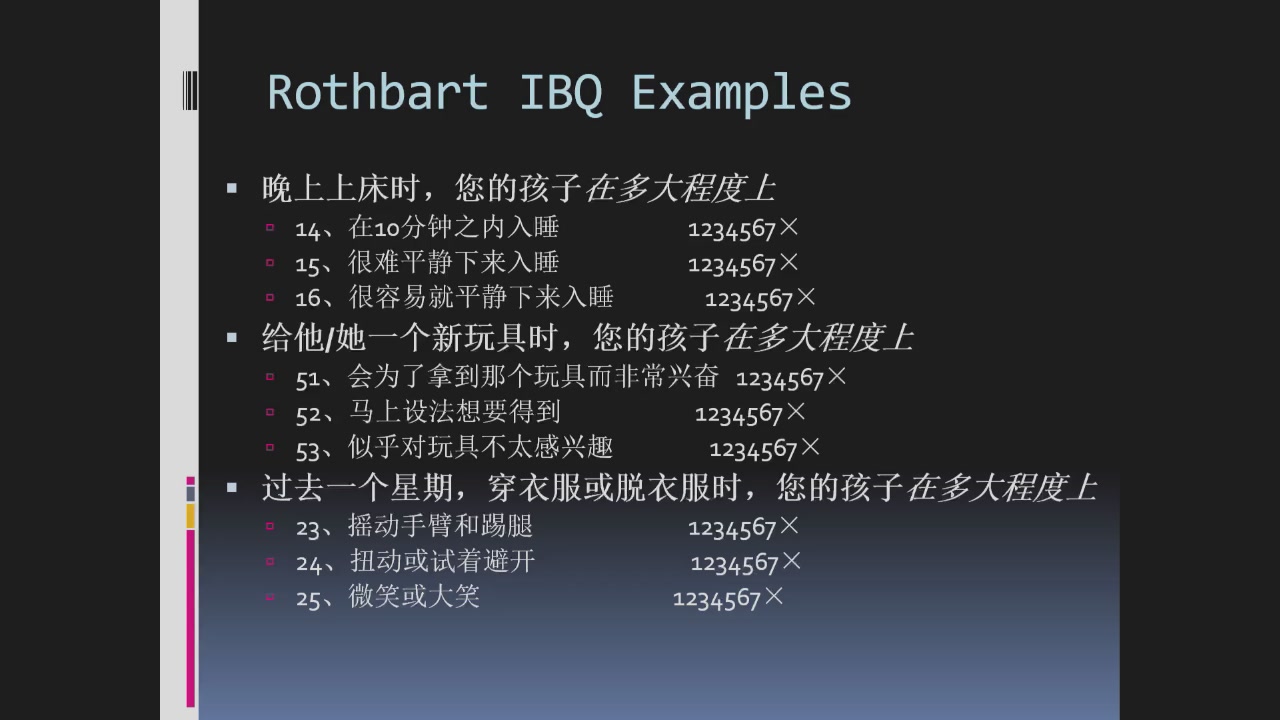 Rothbart IBQ Examples
晚上上床时，您的孩子在多大程度上
14、在10分钟之内入睡 1234567×
15、很难平静下来入睡 1234567×
16、很容易就平静下来入睡 1234567×
给他/她一个新玩具时，您的孩子在多大程度上
51、会为了拿到那个玩具而非常兴奋 1234567×
52、马上设法想要得到 1234567×
53、似乎对玩具不太感兴趣 1234567×
过去一个星期，穿衣服或脱衣服时，您的孩子在多大程度上
23、摇动手臂和踢腿 1234567×
24、扭动或试着避开 1234567×
25、微笑或大笑 1234567×